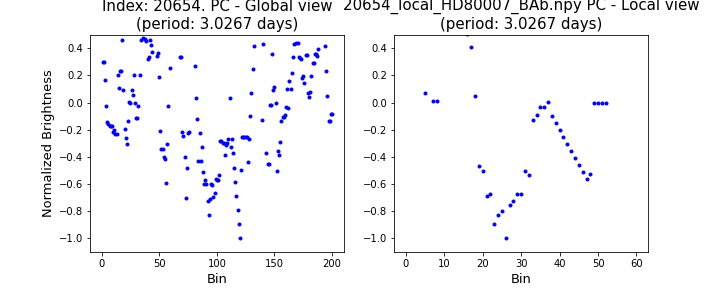 Index: 20654. PC - Global view
(period: 3.0267 days)
20654_local_HD80007_BAb.npy PC - Local view
(period: 3.0267 days)
Normalized Brightness
0.4
0.2
0.0
−0.2
−0.4
−0.6
−0.8
−1.0
0 50 100 150 200
Bin
0.4
0.2
0.0
−0.2
−0.4
−0.6
−0.8
−1.0
0 10 20 30 40 50 60
Bin